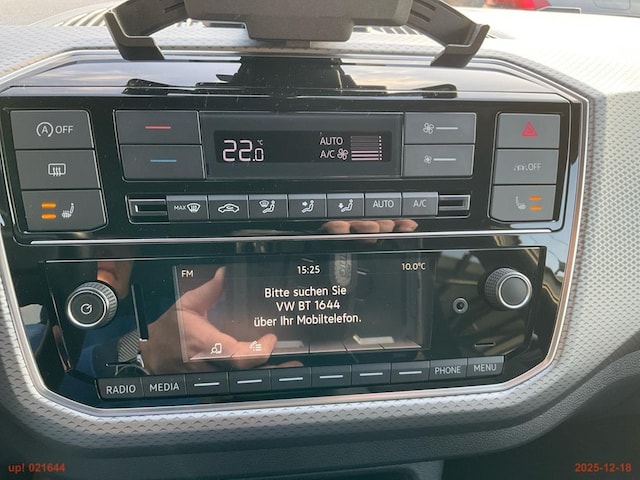 OFF
22.0 °C
AUTO
A/C
OFF
MAX
AUTO
A/C
FM
15:25
10.0°C
Bitte suchen Sie
VW BT 1644
über Ihr Mobiltelefon.
RADIO
MEDIA
PHONE
MENU
up! 021644
2025-12-18